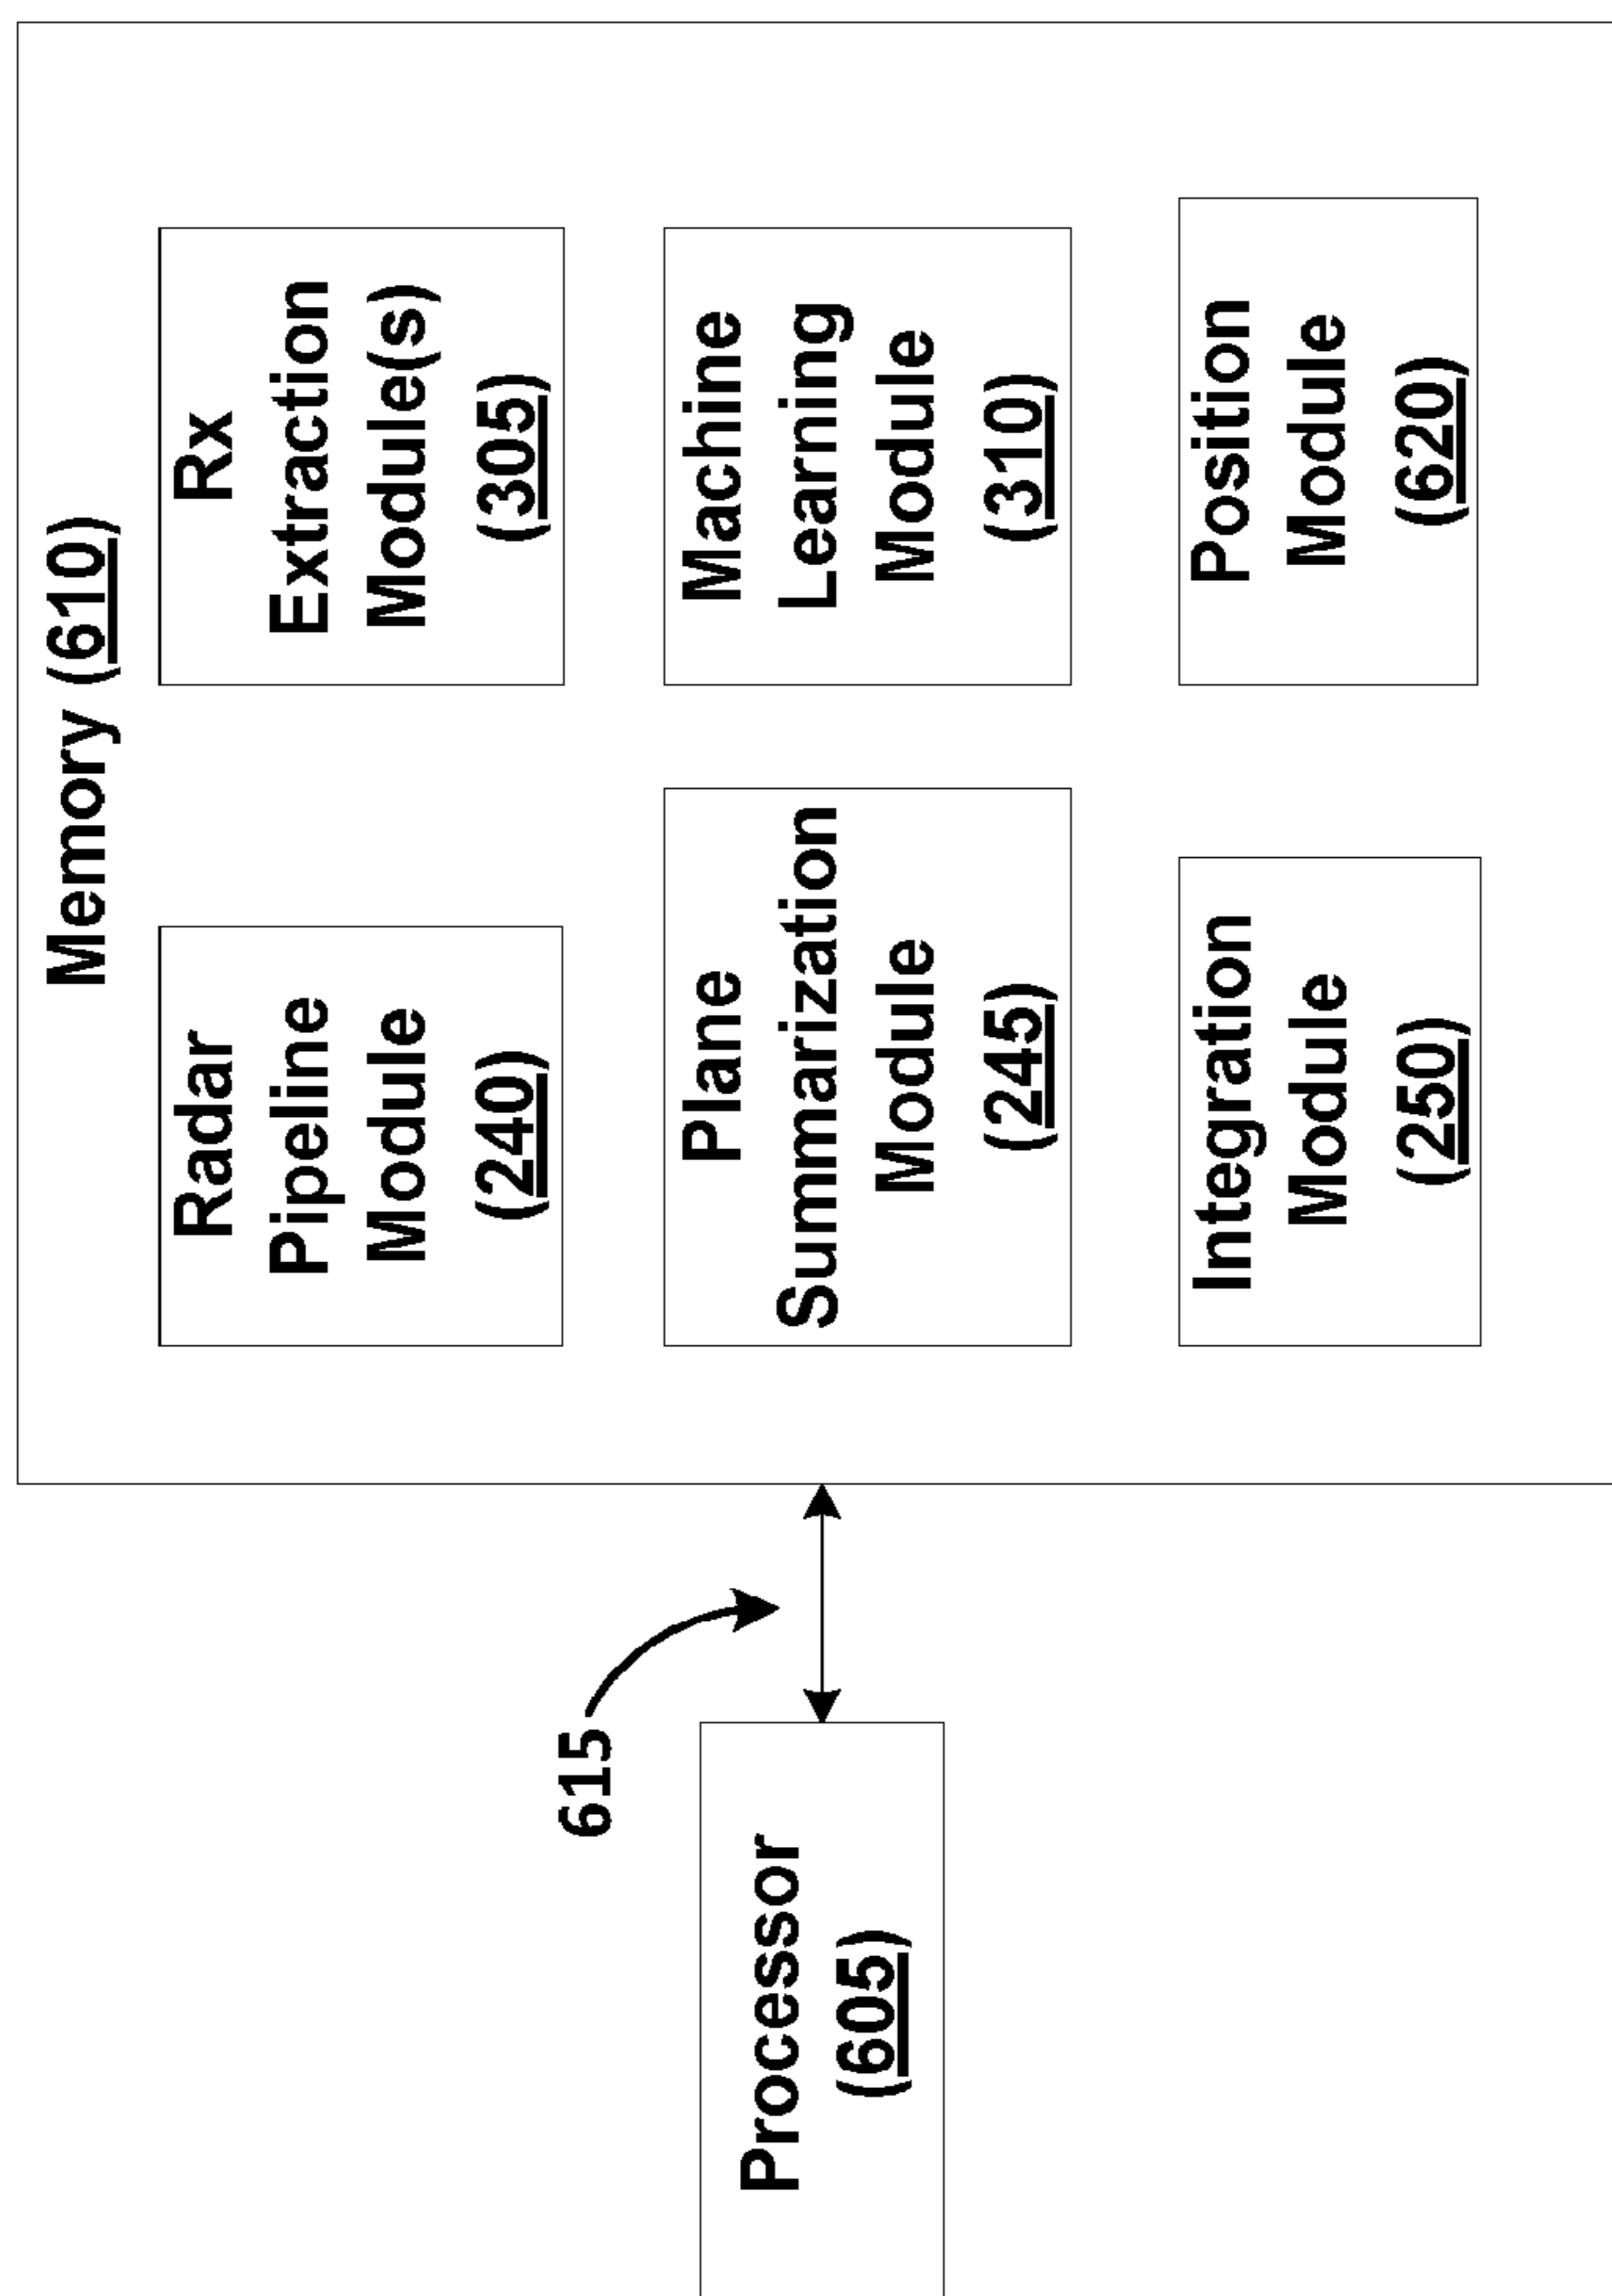 Memory (610)
Radar
Pipeline
Module
(240)
Rx
Extraction
Module(s)
(305)
Plane
Summarization
Module
(245)
Machine
Learning
Module
(310)
Integration
Module
(250)
Position
Module
(620)
615
Processor
(605)